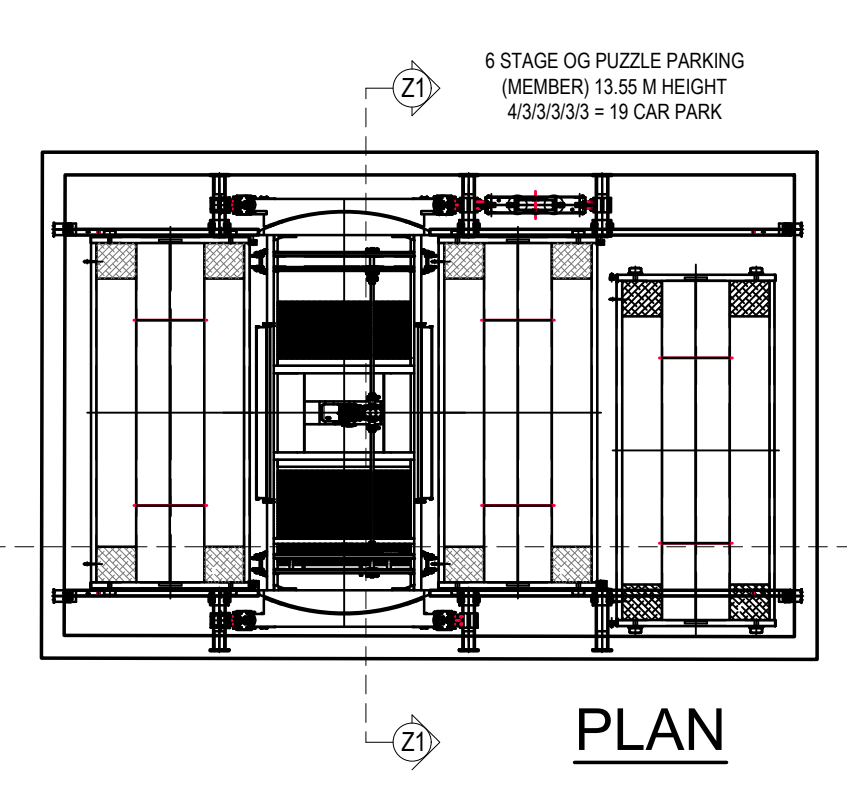 Z1
6 STAGE OG PUZZLE PARKING
(MEMBER) 13.55 M HEIGHT
4/3/3/3/3/3 = 19 CAR PARK
Z1
PLAN